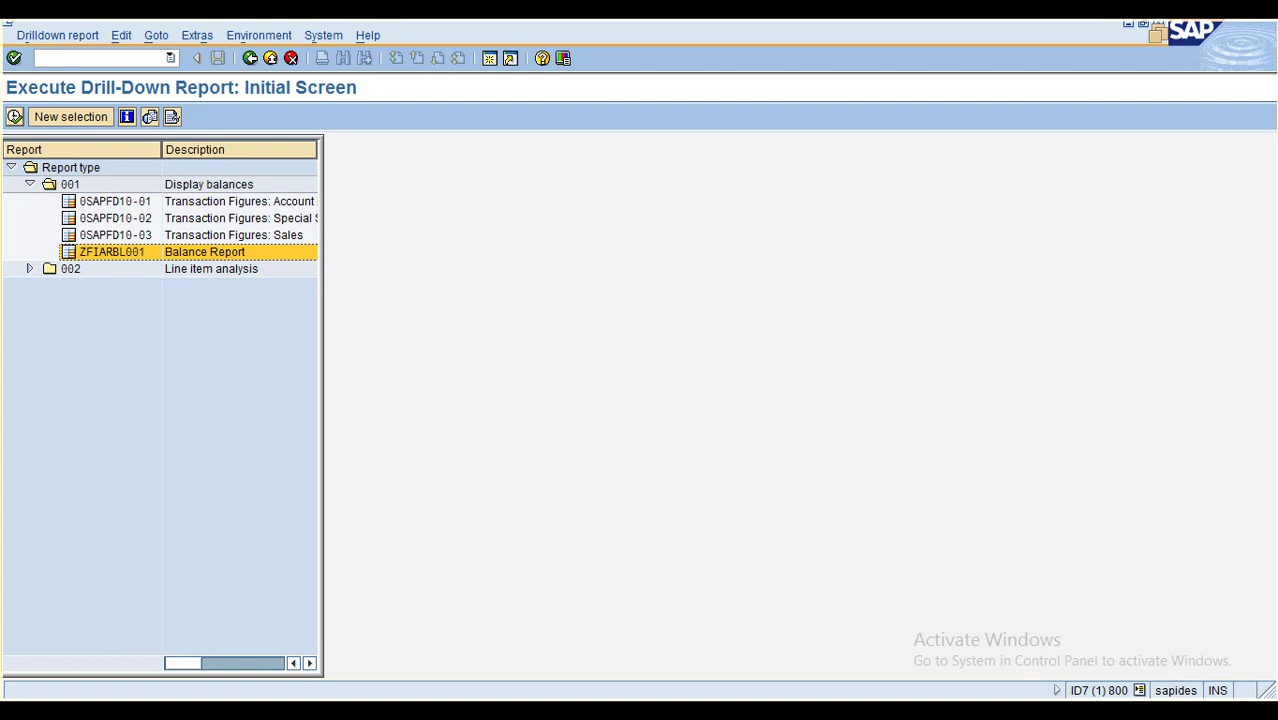 Drilldown report Edit Goto Extras Environment System Help
SAP
Execute Drill-Down Report: Initial Screen
New selection
Report Description
Report type
001 Display balances
0SAPFD10-01 Transaction Figures: Account
0SAPFD10-02 Transaction Figures: Special S
0SAPFD10-03 Transaction Figures: Sales
ZFIARBL001 Balance Report
002 Line item analysis
Activate Windows
Go to System in Control Panel to activate Windows.
ID7 (1) 800 sapides INS